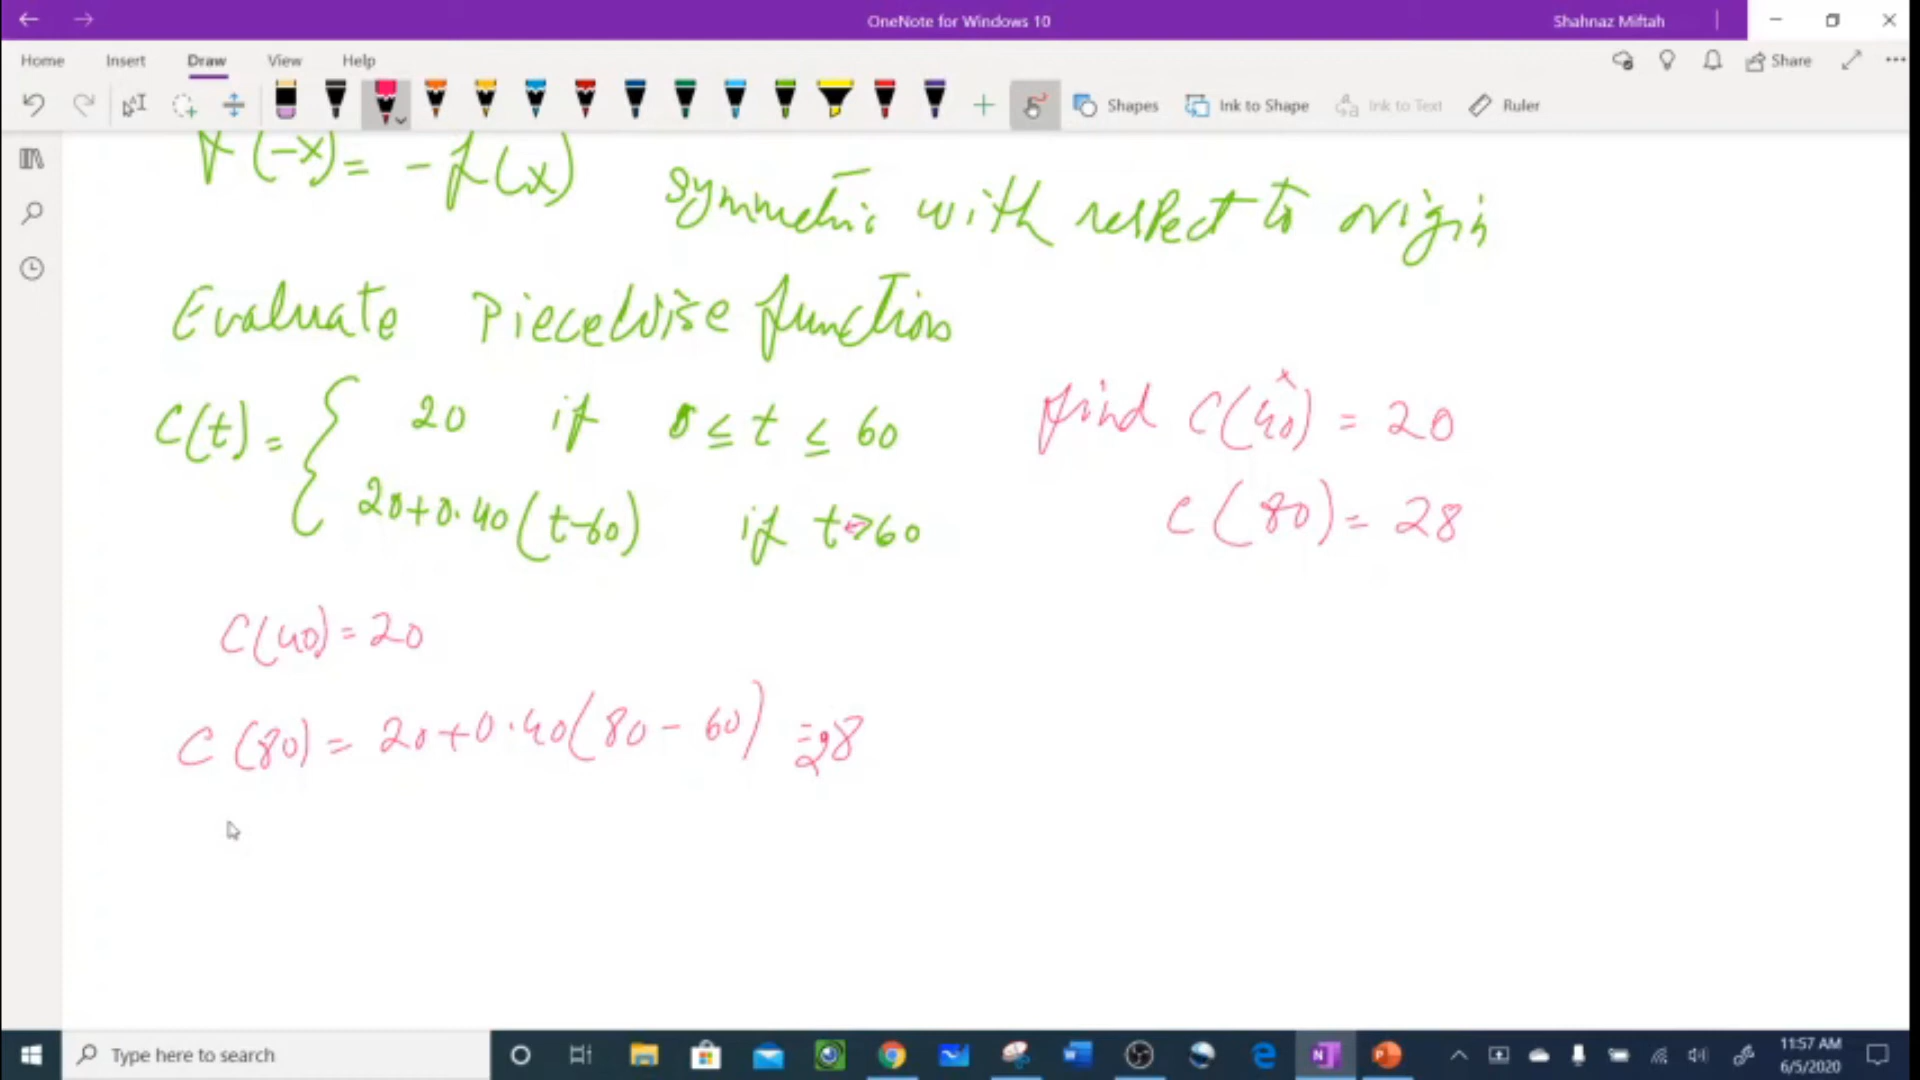 OneNote for Windows 10
Shahnaz Miftah
Home Insert Draw View Help
Share
Shapes Ink to Shape Ink to Text Ruler
f(-x) = -f(x) symmetric with respect to origin
Evaluate Piecewise function
C(t) = { 20 if 0 ≤ t ≤ 60
20+0.40(t-60) if t>60
find C(40) = 20
C(80) = 28
C(40) = 20
C(80) = 20+0.40(80-60) = 28
Type here to search
11:57 AM
6/5/2020